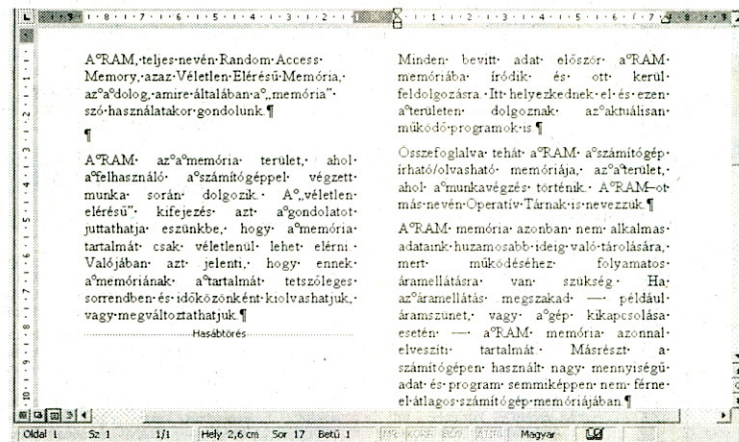 A°RAM,·teljes·nevén·Random·Access·
Memory,·azaz·Véletlen·Elérésű·Memória,·
az°a°dolog,·amire·általában·a°„memória”·
szó·használatakor·gondolunk.¶
¶
A°RAM· az°a°memória· terület,· ahol·
a°felhasználó· a°számítógéppel· végzett·
munka· során· dolgozik.· A°„véletlen·
elérésű”· kifejezés· azt· a°gondolatot·
juttathatja· eszünkbe,· hogy· a°memória·
tartalmát· csak· véletlenül· lehet· elérni.·
Valójában· azt· jelenti,· hogy· ennek·
a°memóriának· a°tartalmát· tetszőleges·
sorrendben·és·időközönként·kiolvashatjuk,·
vagy·megváltoztathatjuk.¶
Hasábtörés
Minden· bevitt· adat· először· a°RAM·
memóriába· íródik· és· ott· kerül·
feldolgozásra.·Itt·helyezkednek·el·és·ezen·
a°területen· dolgoznak· az°aktuálisan·
működő·programok·is.¶
Összefoglalva· tehát· a°RAM· a°számítógép·
írható/olvasható· memóriája,· az°a°terület,·
ahol· a°munkavégzés· történik.· A°RAM–ot·
más·néven·Operatív·Tárnak·is·nevezzük.¶
A°RAM· memória· azonban· nem· alkalmas·
adataink·huzamosabb·ideig·való·tárolására,·
mert· működéséhez· folyamatos·
áramellátásra· van· szükség.· Ha·
az°áramellátás· megszakad· —· például·
áramszünet,· vagy· a°gép· kikapcsolása·
esetén· —· a°RAM· memória· azonnal·
elveszíti· tartalmát.· Másrészt· a·
számítógépen· használt· nagy· mennyiségű·
adat· és· program· semmiképpen· nem· férne·
el·átlagos·számítógép·memóriájában.¶
Oldal 1 Sz 1 1/1 Hely 2,6 cm Sor 17 Betű 1 Magyar